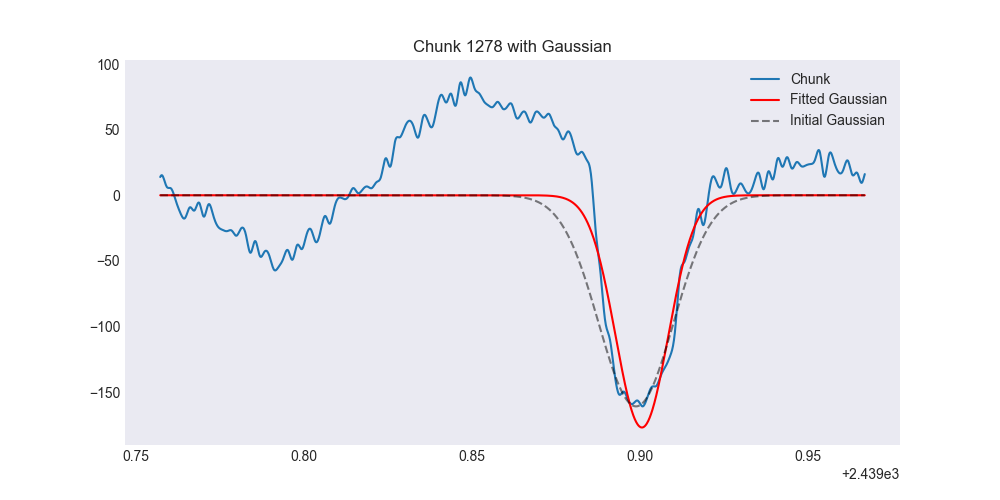 Chunk 1278 with Gaussian
Chunk
Fitted Gaussian
Initial Gaussian
100
50
0
−50
−100
−150
0.75 0.80 0.85 0.90 0.95
+2.439e3